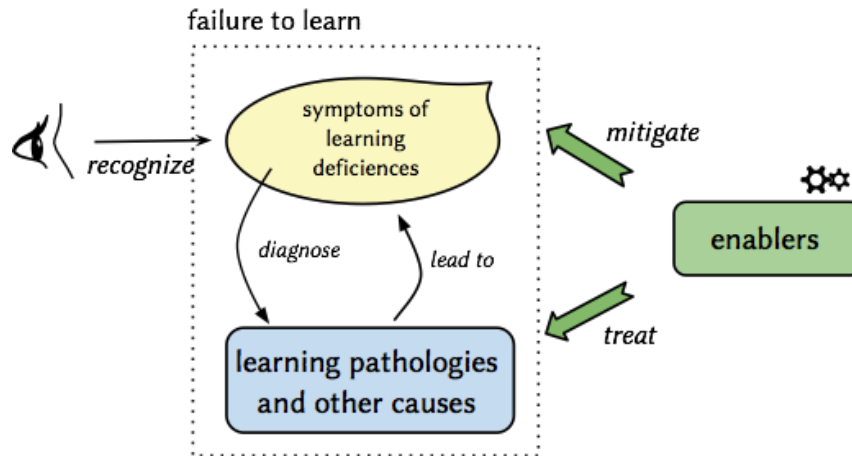 failure to learn
symptoms of
learning
deficiences
recognize
mitigate
enablers
diagnose
lead to
treat
learning pathologies
and other causes